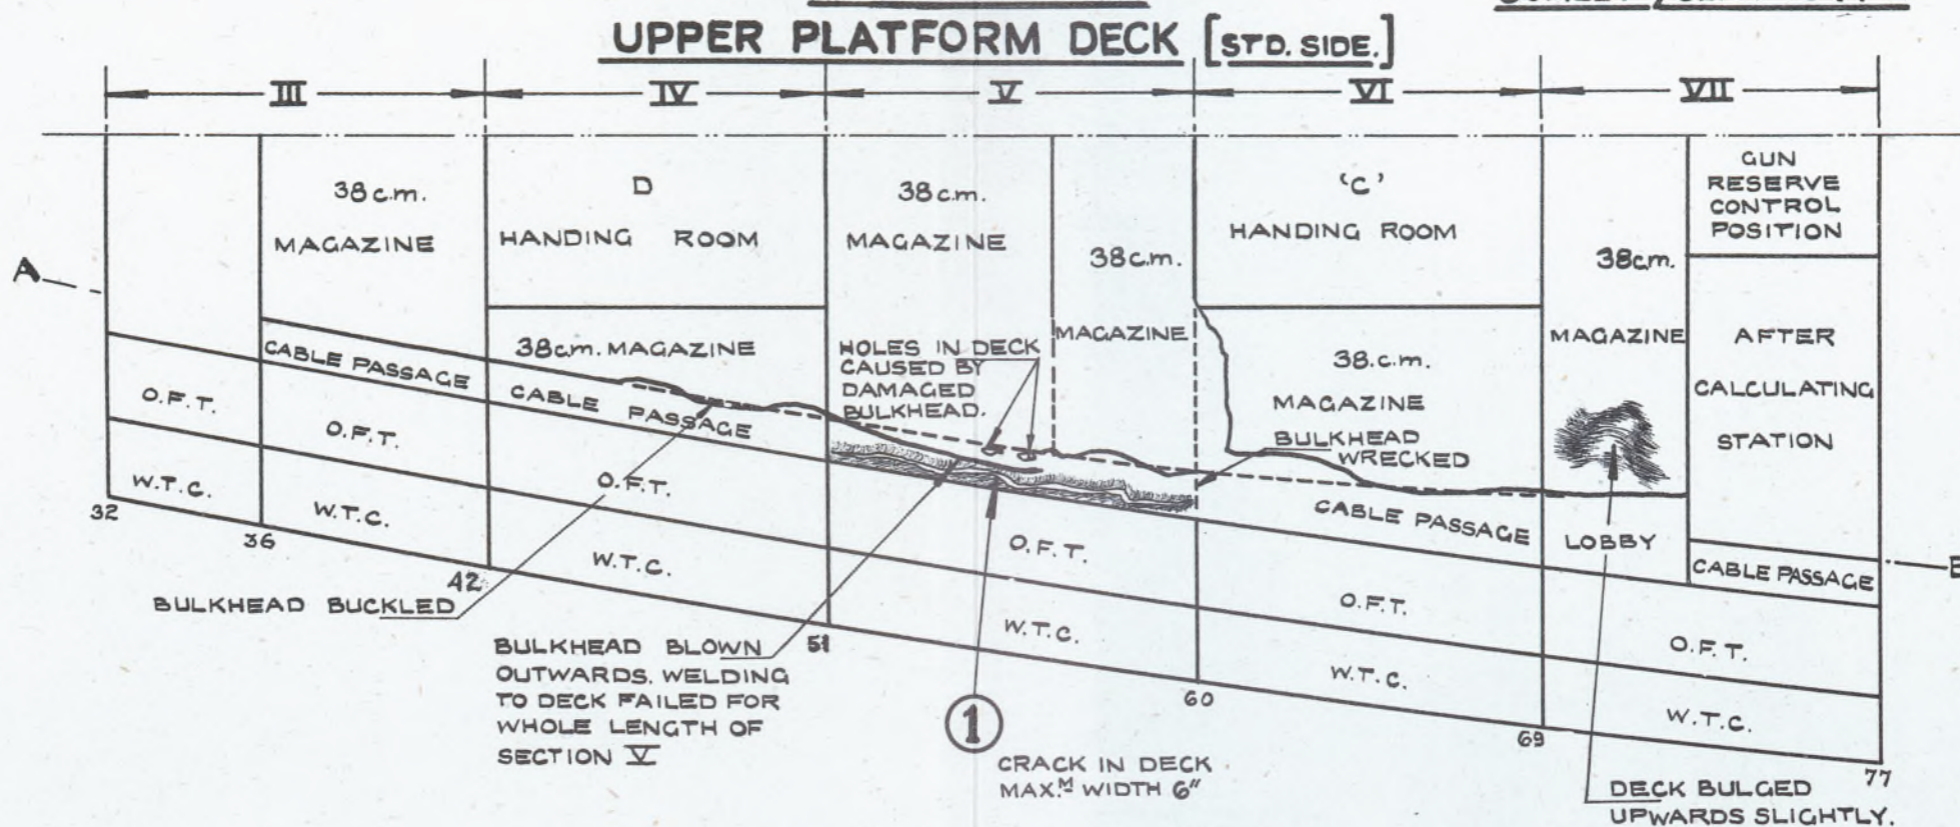 UPPER PLATFORM DECK [STD. SIDE.]
III IV V VI VII
38c.m.
MAGAZINE
D
HANDING ROOM
38c.m.
MAGAZINE
38c.m.
MAGAZINE
'C'
HANDING ROOM
38c.m.
MAGAZINE
GUN
RESERVE
CONTROL
POSITION
A
38c.m. MAGAZINE
HOLES IN DECK
CAUSED BY
DAMAGED
BULKHEAD.
38.c.m.
MAGAZINE
AFTER
CALCULATING
STATION
CABLE PASSAGE
CABLE PASSAGE
BULKHEAD
WRECKED
CABLE PASSAGE
LOBBY
CABLE PASSAGE
O.F.T.
O.F.T.
O.F.T.
O.F.T.
O.F.T.
O.F.T.
W.T.C.
W.T.C.
W.T.C.
W.T.C.
W.T.C.
W.T.C.
32
36
42
51
60
69
77
BULKHEAD BUCKLED
BULKHEAD BLOWN
OUTWARDS. WELDING
TO DECK FAILED FOR
WHOLE LENGTH OF
SECTION V
1
CRACK IN DECK
MAX.M WIDTH 6"
DECK BULGED
UPWARDS SLIGHTLY.